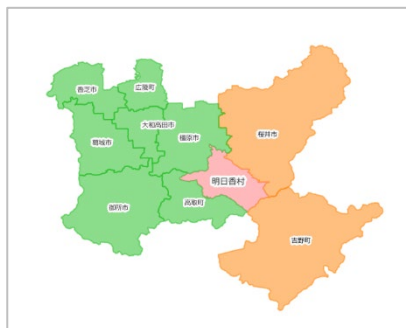 香芝市
広陵町
大和高田市
橿原市
桜井市
葛城市
明日香村
御所市
高取町
吉野町